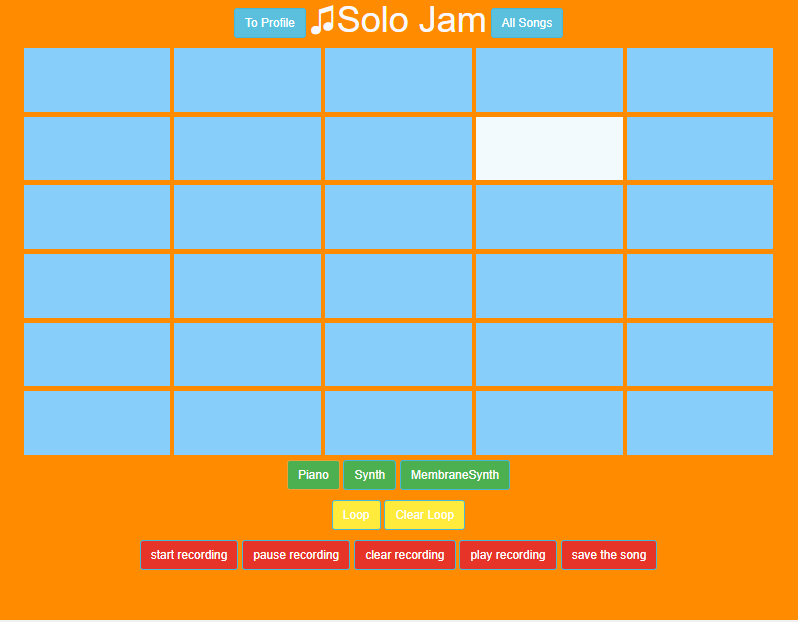 To Profile ♫Solo Jam All Songs
Piano Synth MembraneSynth
Loop Clear Loop
start recording pause recording clear recording play recording save the song